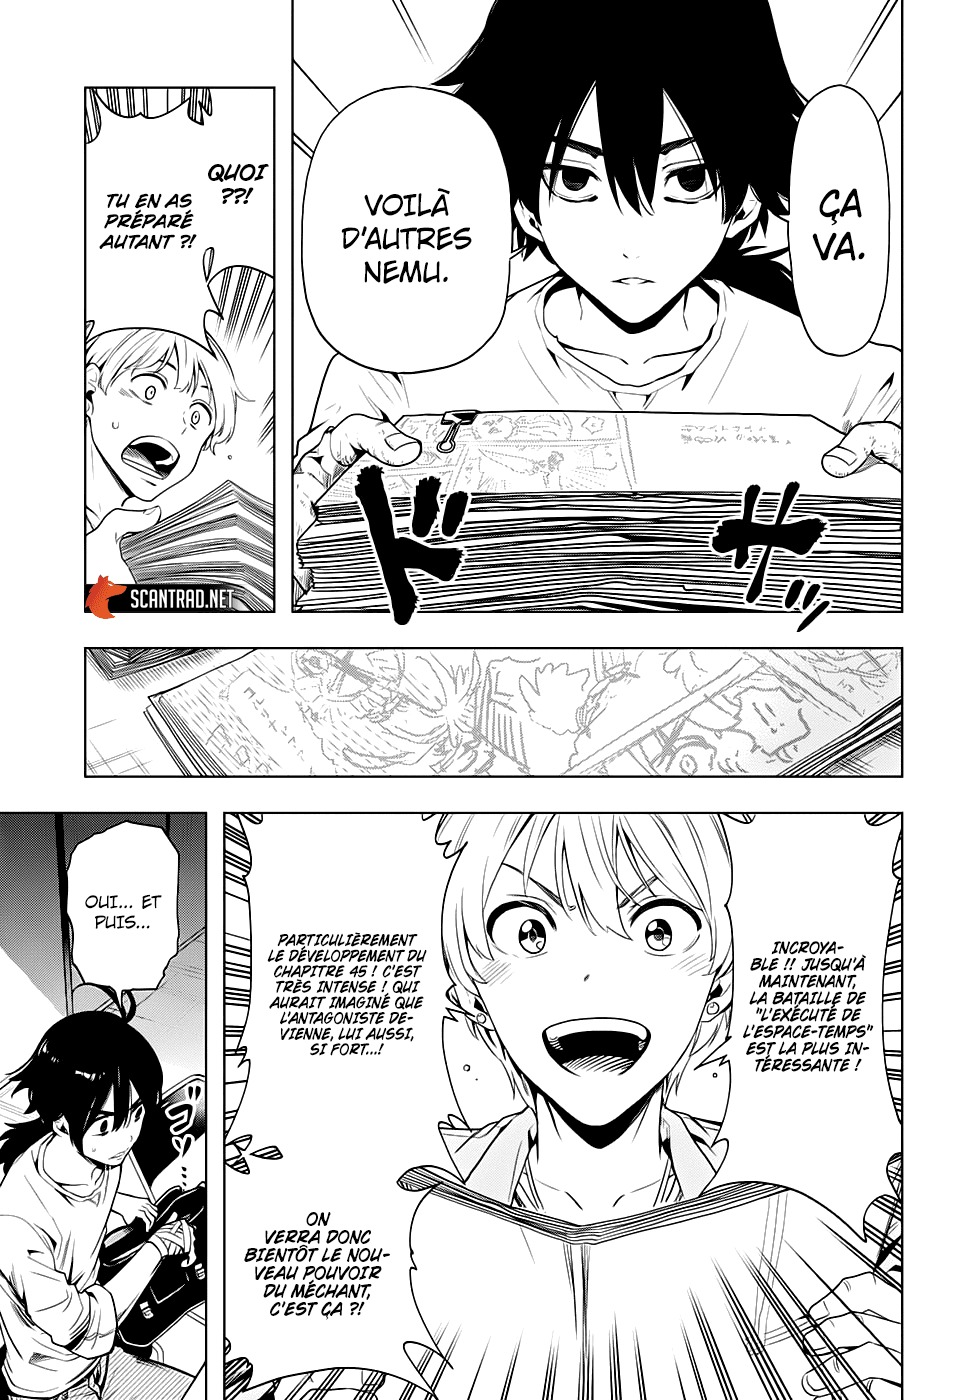 ÇA
VA.
VOILÀ
D'AUTRES
NEMU.
ドサッ
QUOI
??!
TU EN AS
PRÉPARÉ
AUTANT ?!
SCANTRAD.NET
INCROYA-
BLE !! JUSQU'À
MAINTENANT,
LA BATAILLE DE
"L'EXÉCUTÉ DE
L'ESPACE-TEMPS"
EST LA PLUS IN-
TÉRESSANTE !
PARTICULIÈREMENT
LE DÉVELOPPEMENT DU
CHAPITRE 45 ! C'EST
TRÈS INTENSE ! QUI
AURAIT IMAGINÉ QUE
L'ANTAGONISTE DE-
VIENNE, LUI AUSSI,
SI FORT...!
ON
VERRA DONC
BIENTÔT LE NOU-
VEAU POUVOIR
DU MÉCHANT,
C'EST ÇA ?!
OUI... ET
PUIS...